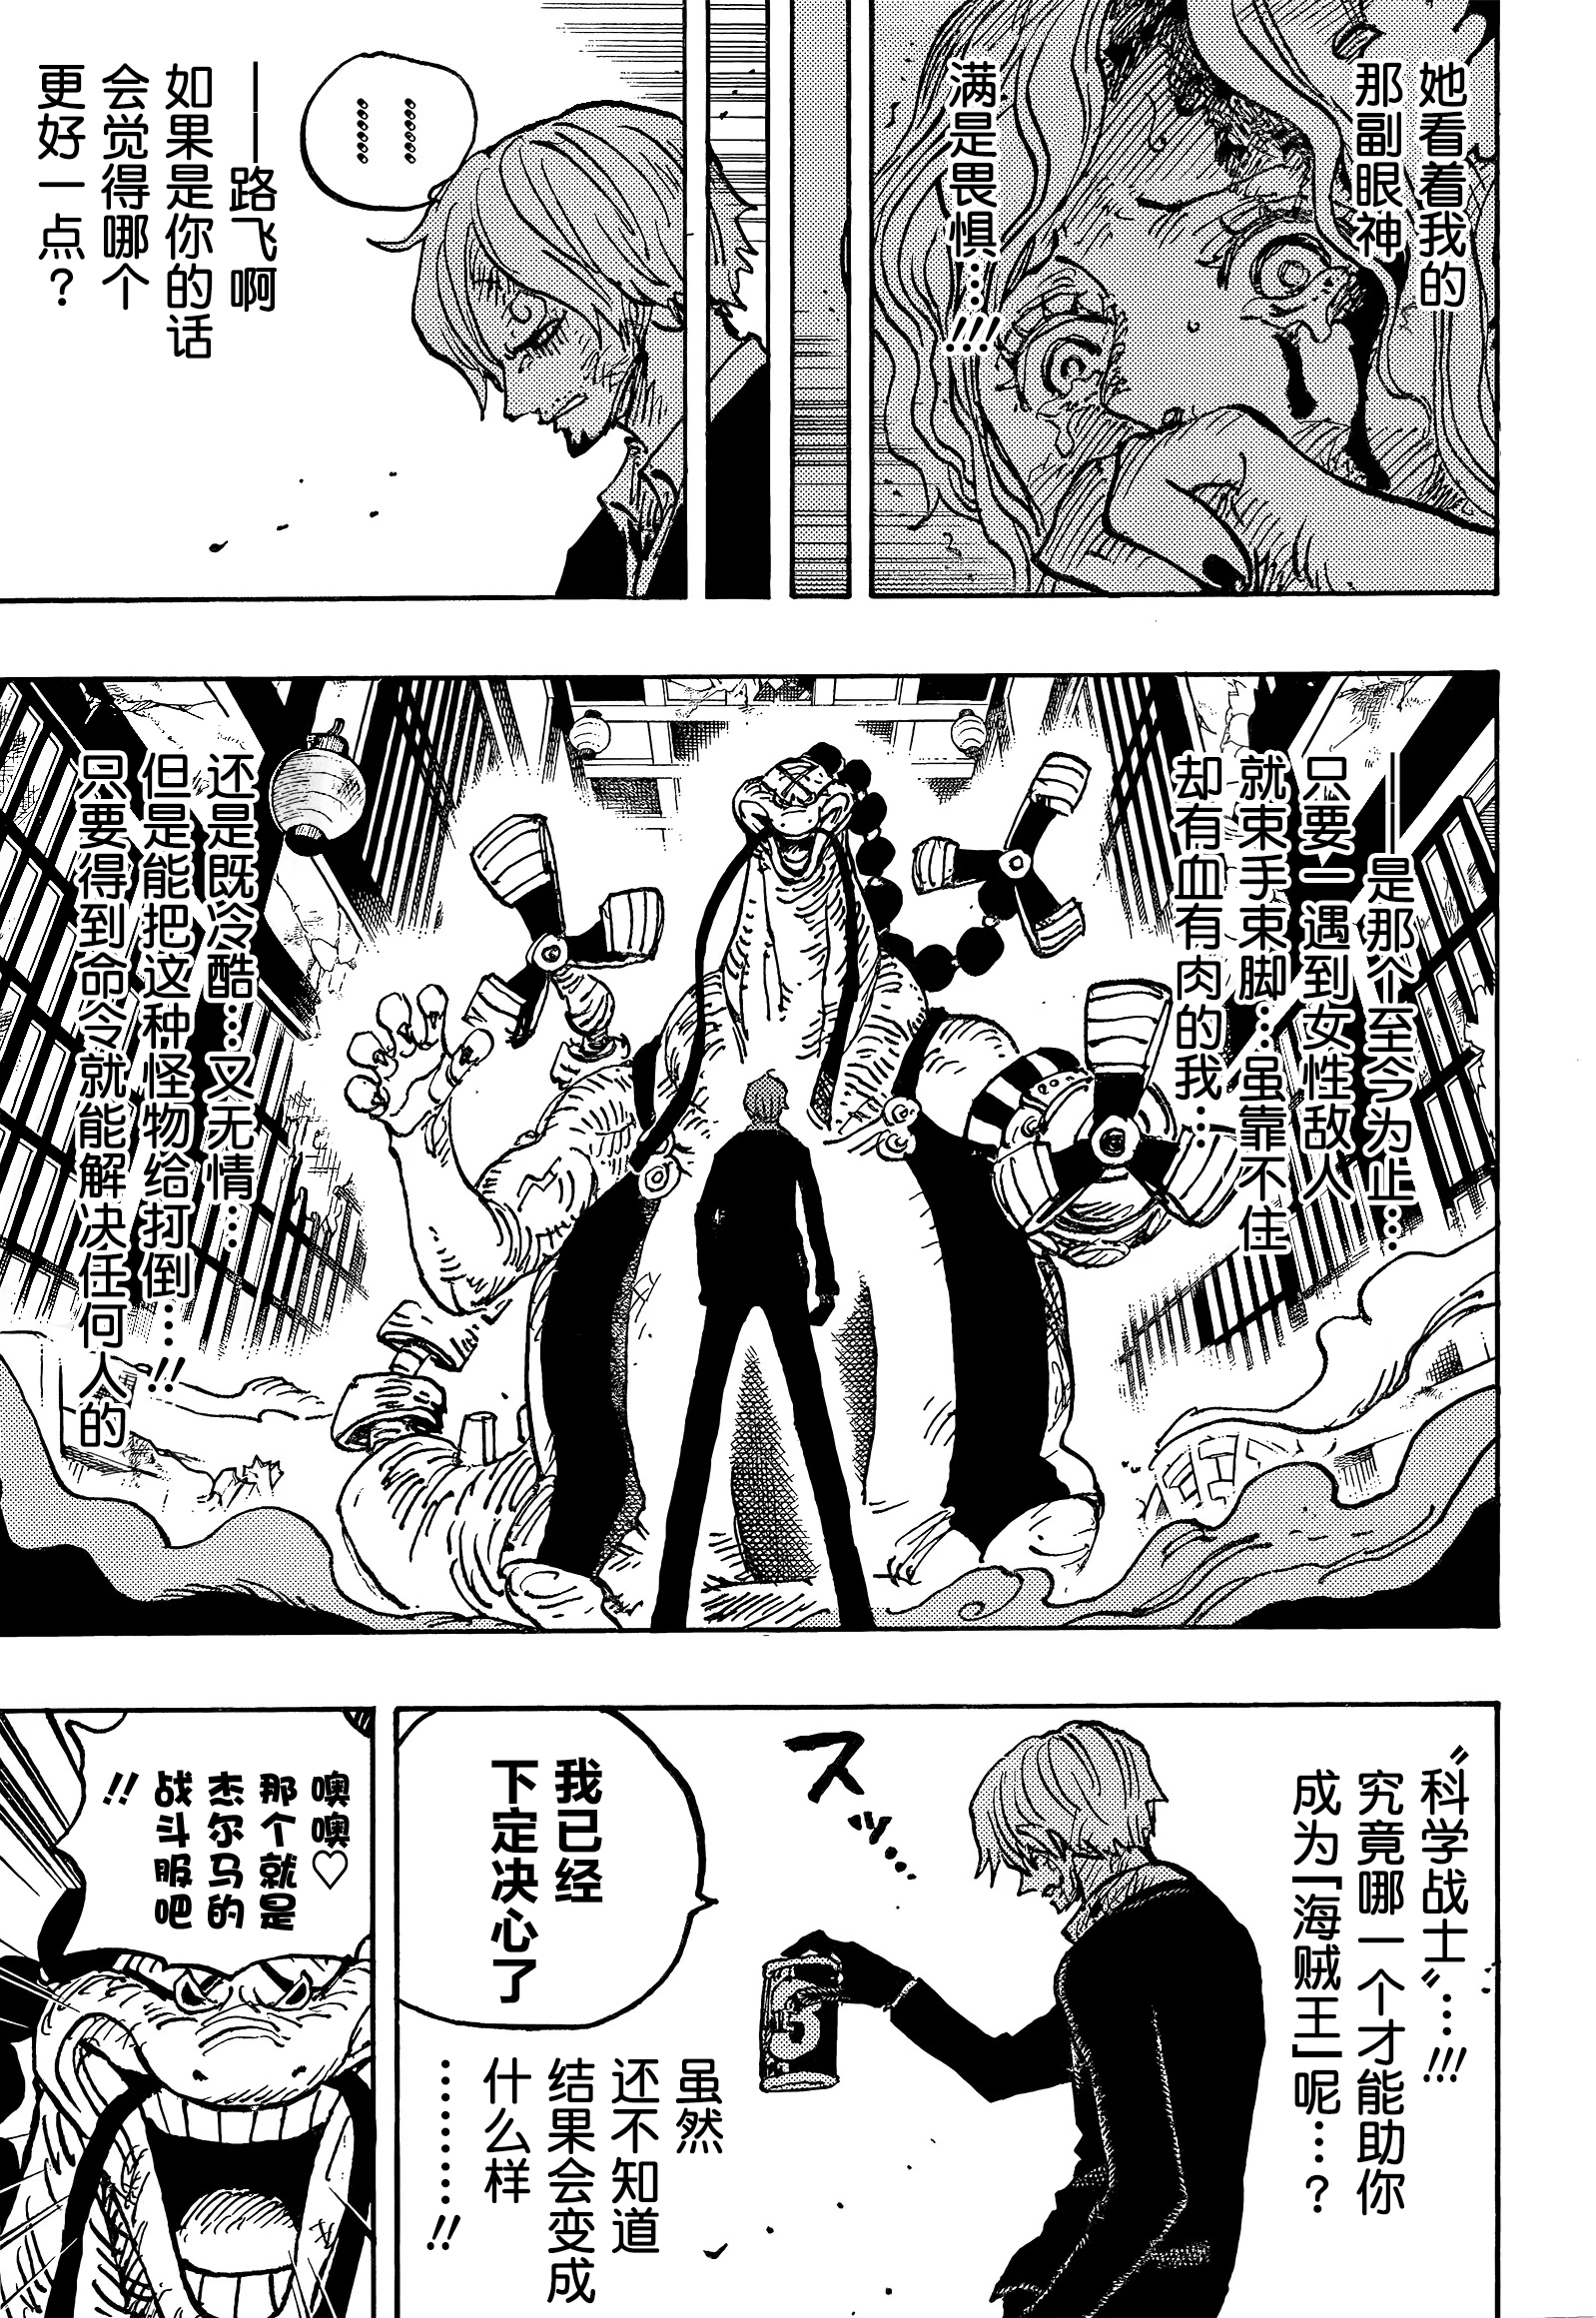 她看着我的
那副眼神
满是畏惧…!!!
……
……
——路飞啊
如果是你的话
会觉得哪个
更好一点？
——是那个至今为止…
只要一遇到女性敌人
就束手束脚…虽靠不住
却有血有肉的我…
还是既冷酷…又无情…
但是能把这种怪物给打倒…!!
只要得到命令就能解决任何人的
〝科学战士〟…!!!
究竟哪一个才能助你
成为「海贼王」呢…？
スッ…
3
我已经
下定决心了
虽然
还不知道
结果会变成
什么样
……!!
噢噢♡
那个就是
杰尔马的
战斗服吧
!!